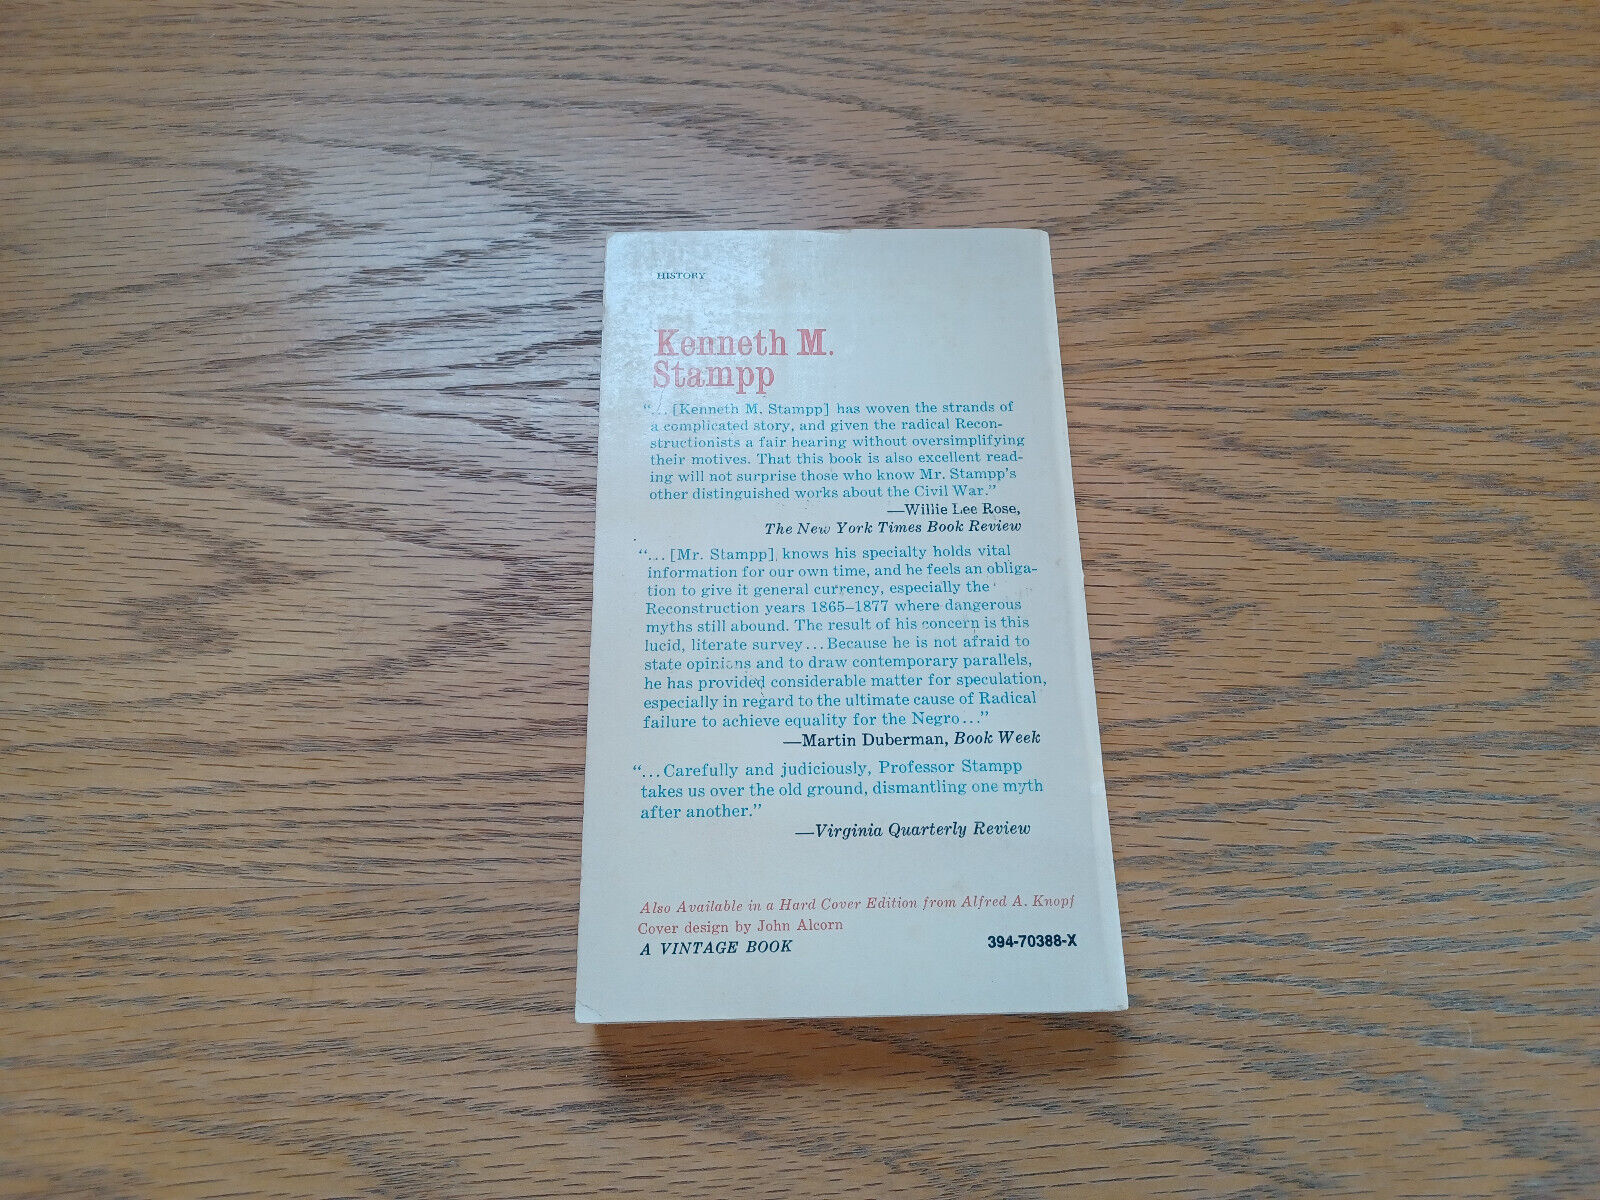 HISTORY
Kenneth M.
Stampp
“... [Kenneth M. Stampp] has woven the strands of
a complicated story, and given the radical Recon-
structionists a fair hearing without oversimplifying
their motives. That this book is also excellent read-
ing will not surprise those who know Mr. Stampp's
other distinguished works about the Civil War.”
—Willie Lee Rose,
The New York Times Book Review
“... [Mr. Stampp] knows his specialty holds vital
information for our own time, and he feels an obliga-
tion to give it general currency, especially the
Reconstruction years 1865–1877 where dangerous
myths still abound. The result of his concern is this
lucid, literate survey... Because he is not afraid to
state opinions and to draw contemporary parallels,
he has provided considerable matter for speculation,
especially in regard to the ultimate cause of Radical
failure to achieve equality for the Negro...”
—Martin Duberman, Book Week
“...Carefully and judiciously, Professor Stampp
takes us over the old ground, dismantling one myth
after another.”
—Virginia Quarterly Review
Also Available in a Hard Cover Edition from Alfred A. Knopf
Cover design by John Alcorn
A VINTAGE BOOK 394-70388-X